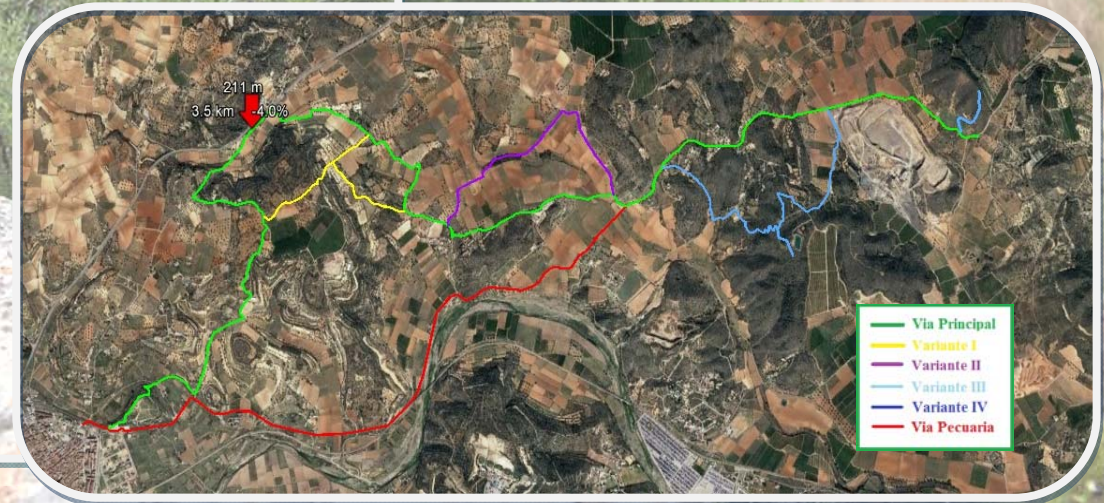 211 m
3.5 km -4.0%
Via Principal
Variante I
Variante II
Variante III
Variante IV
Via Pecuaria